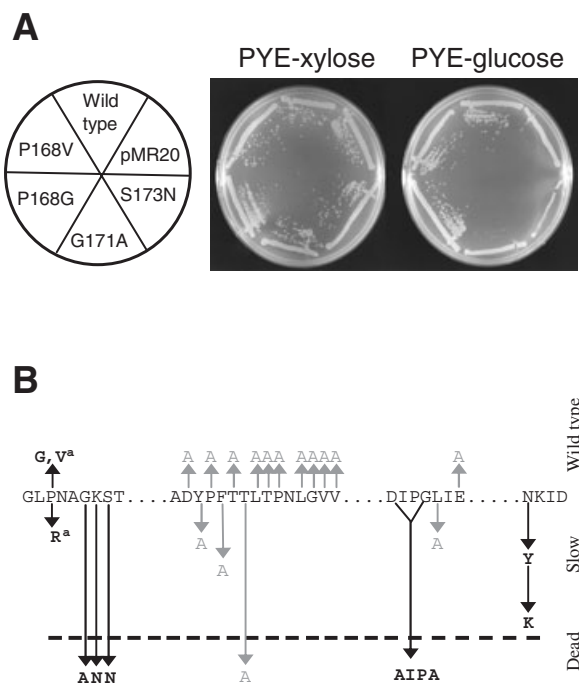 A
PYE-xylose PYE-glucose
Wild type
P168V
pMR20
P168G
S173N
G171A
B
Wild type
G,Vᵃ A A A AAA AAAA A
GLPNAGKST....ADYPFTTLTPNLGVV....DIPGLIE....NKID
Rᵃ A A
A
Slow
Y
K
Dead
ANN A AIPA